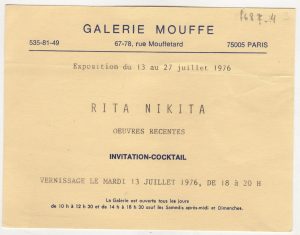 GALERIE MOUFFE
535-81-49 67-78, rue Mouffetard 75005 PARIS
Exposition du 13 au 27 juillet 1976
RITA NIKITA
OEUVRES RECENTES
INVITATION-COCKTAIL
VERNISSAGE LE MARDI 13 JUILLET 1976, DE 18 à 20 H
La Galerie est ouverte tous les jours
de 10 h à 12 h 30 et de 14 h à 18 h 30 sauf les Samedis après-midi et Dimanches.